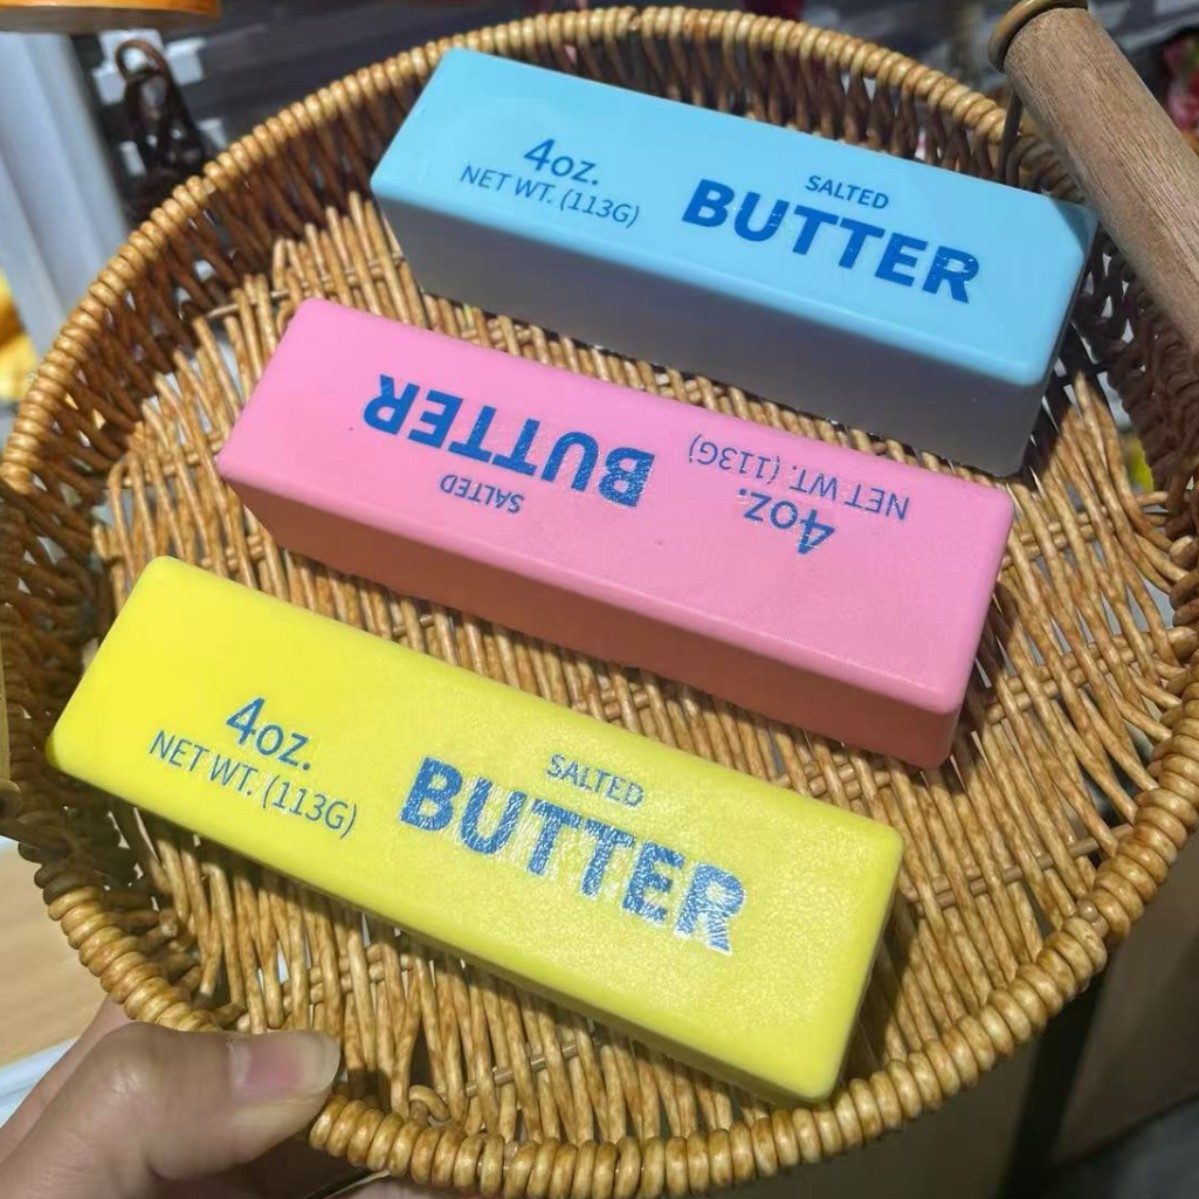 4oz.
NET WT. (113G)
SALTED
BUTTER
SALTED
BUTTER
4oz.
NET WT. (113G)
4oz.
NET WT. (113G)
SALTED
BUTTER